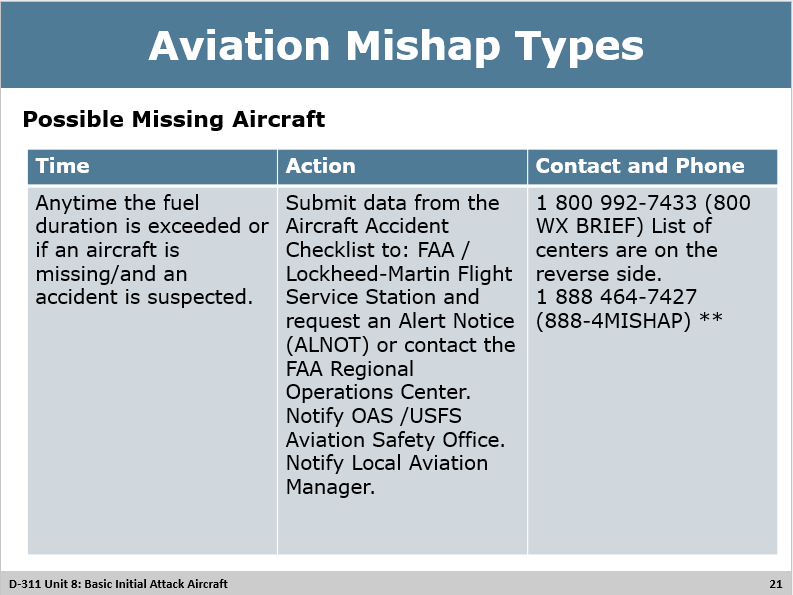 Aviation Mishap Types
Possible Missing Aircraft
Time
Action
Contact and Phone
Anytime the fuel
duration is exceeded or
if an aircraft is
missing/and an
accident is suspected.
Submit data from the
Aircraft Accident
Checklist to: FAA /
Lockheed-Martin Flight
Service Station and
request an Alert Notice
(ALNOT) or contact the
FAA Regional
Operations Center.
Notify OAS /USFS
Aviation Safety Office.
Notify Local Aviation
Manager.
1 800 992-7433 (800
WX BRIEF) List of
centers are on the
reverse side.
1 888 464-7427
(888-4MISHAP) **
D-311 Unit 8: Basic Initial Attack Aircraft
21